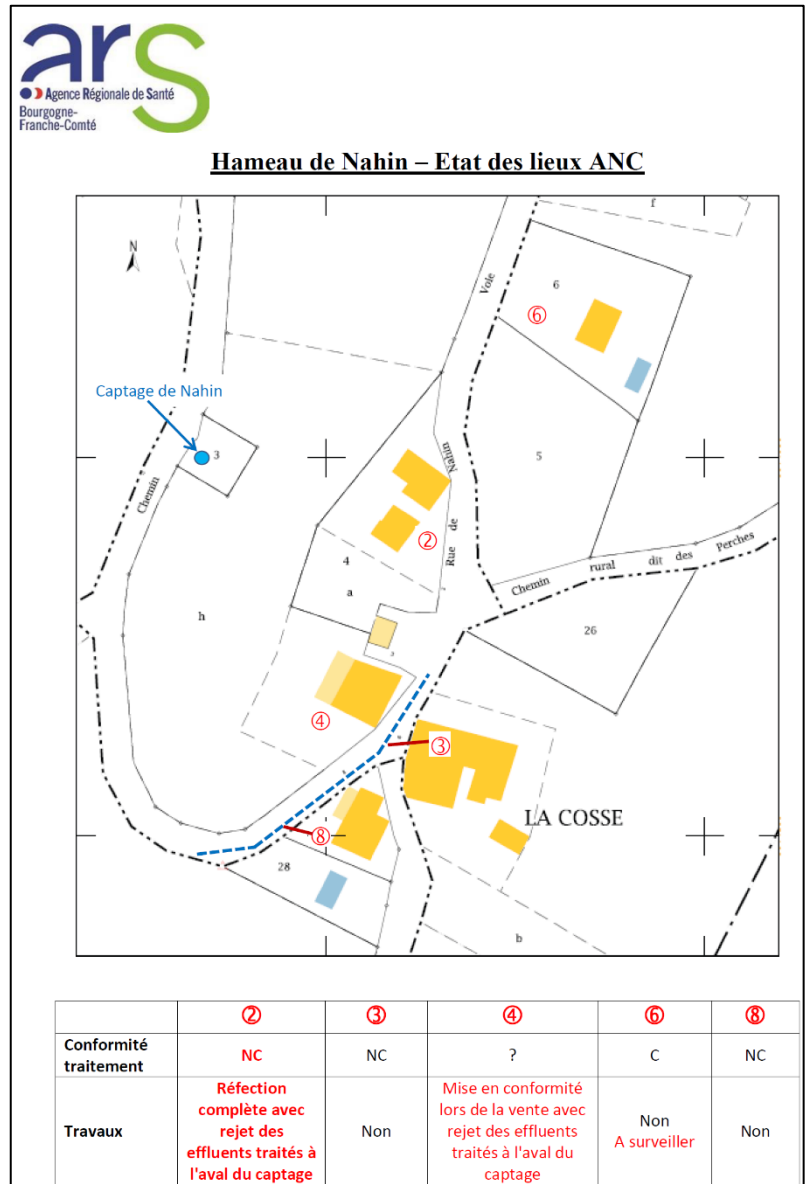 ars
Agence Régionale de Santé
Bourgogne-
Franche-Comté
Hameau de Nahin – Etat des lieux ANC
N
f
Voie
6
⑥
Captage de Nahin
3
Chemin
5
Nahin
②
Rue de
4
a
Chemin rural dit des Perches
h
26
3
④
③
LA COSSE
⑧
28
b
② ③ ④ ⑥ ⑧
Conformité
traitement
NC NC ? C NC
Travaux
Réfection
complète avec
rejet des
effluents traités à
l'aval du captage
Non
Mise en conformité
lors de la vente avec
rejet des effluents
traités à l'aval du
captage
Non
A surveiller
Non